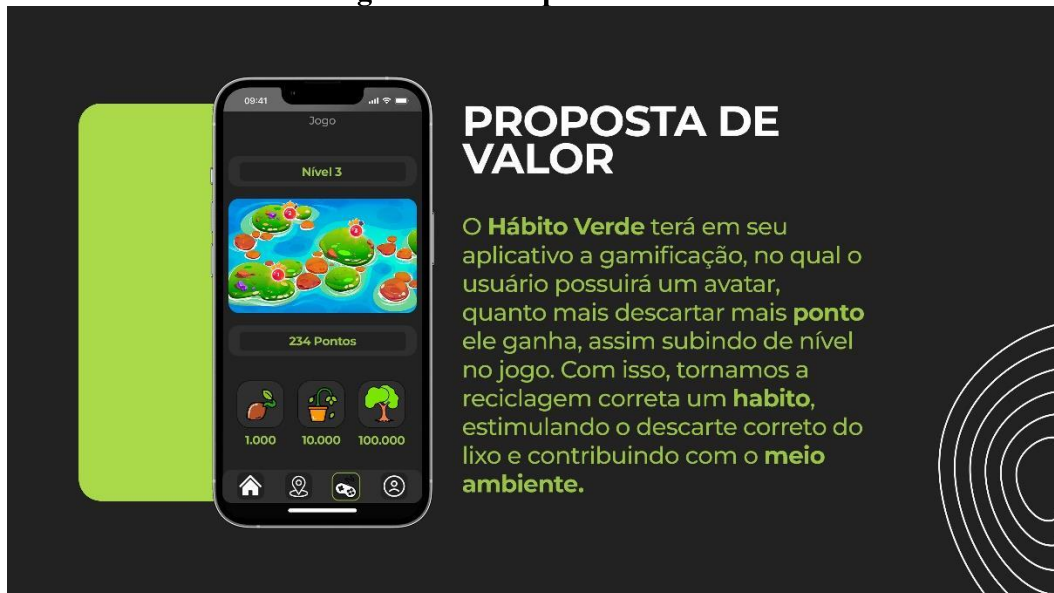 09:41
Jogo
Nível 3
234 Pontos
1.000 10.000 100.000
PROPOSTA DE
VALOR
O Hábito Verde terá em seu
aplicativo a gamificação, no qual o
usuário possuirá um avatar,
quanto mais descartar mais ponto
ele ganha, assim subindo de nível
no jogo. Com isso, tornamos a
reciclagem correta um habito,
estimulando o descarte correto do
lixo e contribuindo com o meio
ambiente.